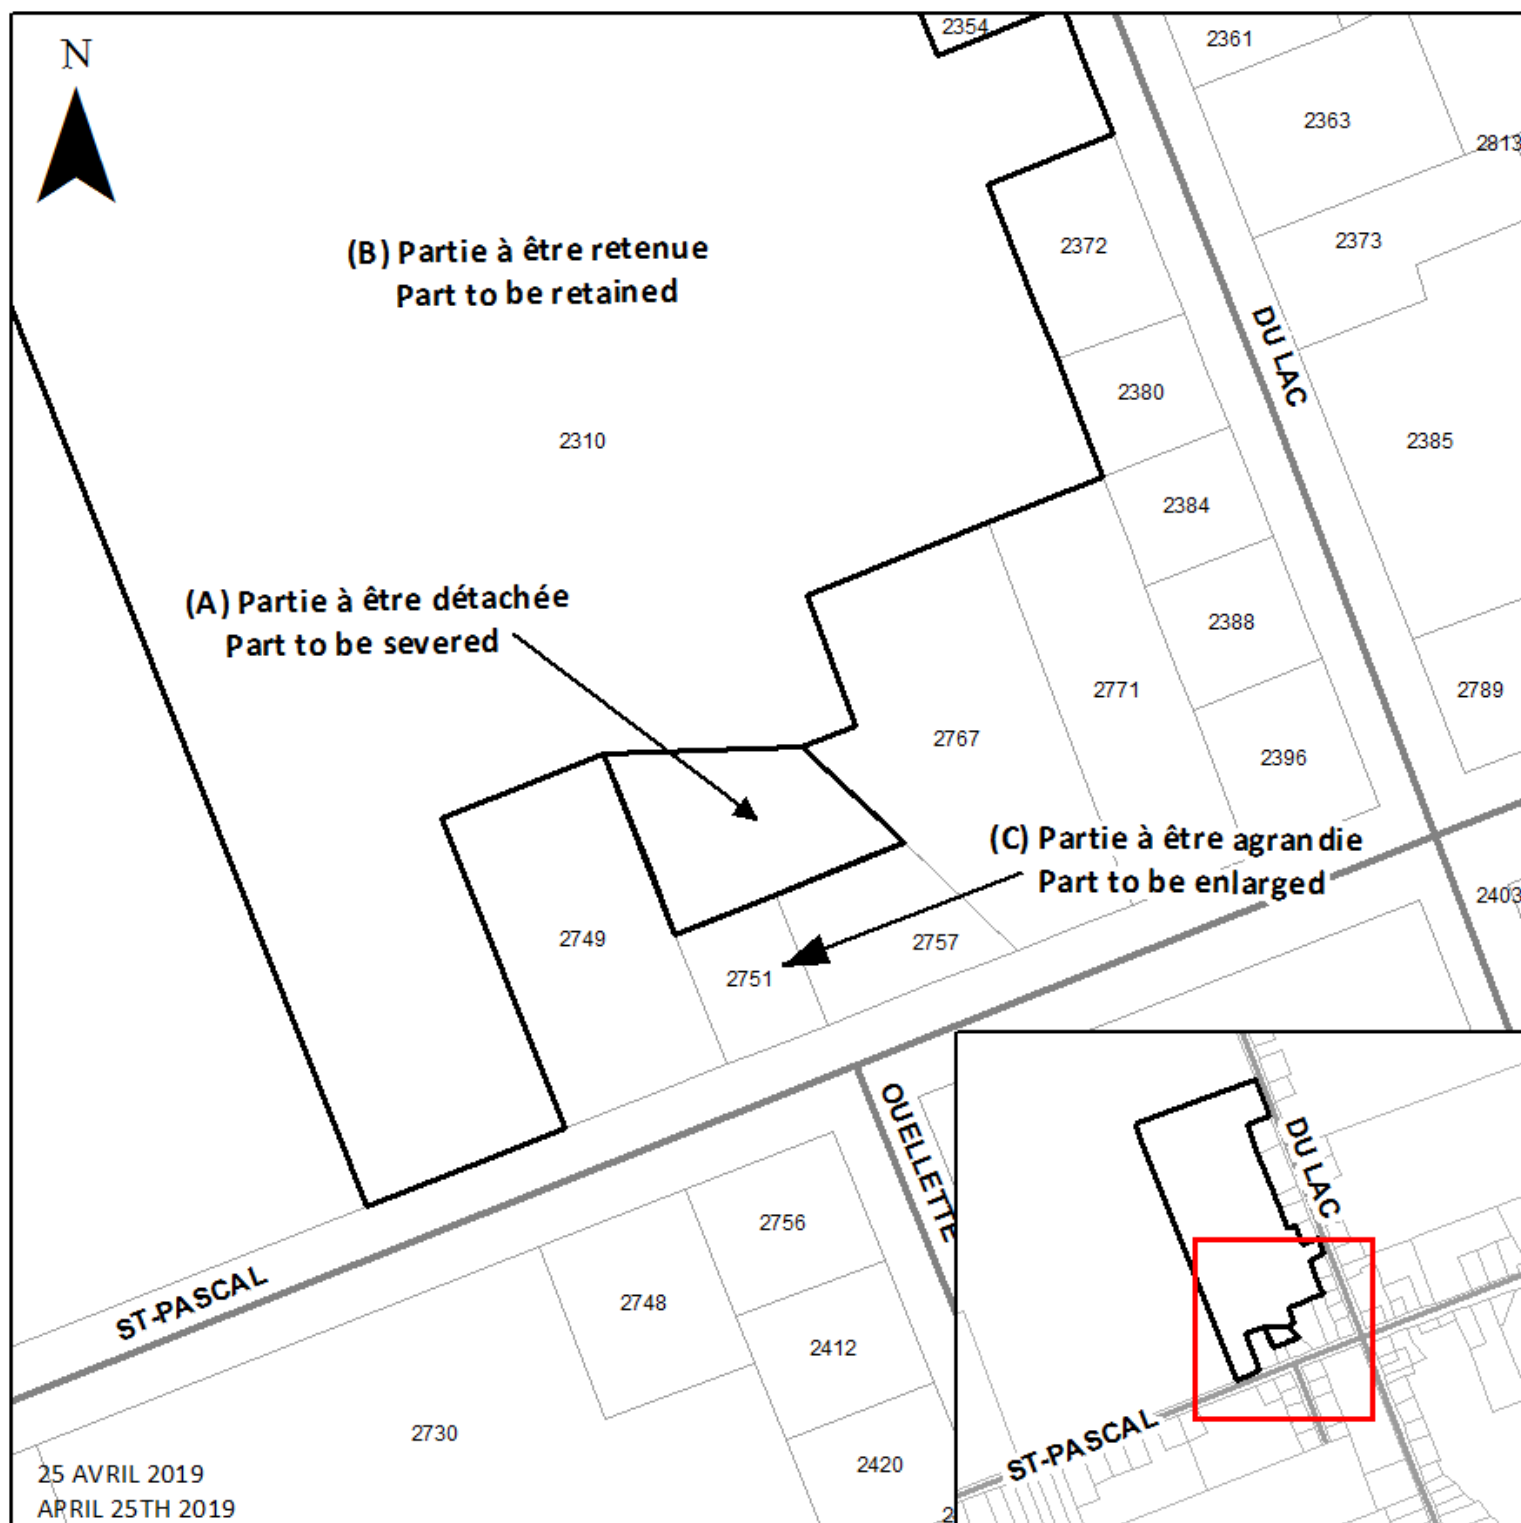 N
2354
2361
2363
2813
2373
(B) Partie à être retenue
Part to be retained
2372
DU LAC
2380
2310
2385
2384
(A) Partie à être détachée
Part to be severed
2388
2771
2789
2767
2396
(C) Partie à être agrandie
Part to be enlarged
2403
2749
2757
2751
OUELLETTE
DU LAC
2756
ST-PASCAL
2748
2412
2730
2420
ST-PASCAL
25 AVRIL 2019
APRIL 25TH 2019